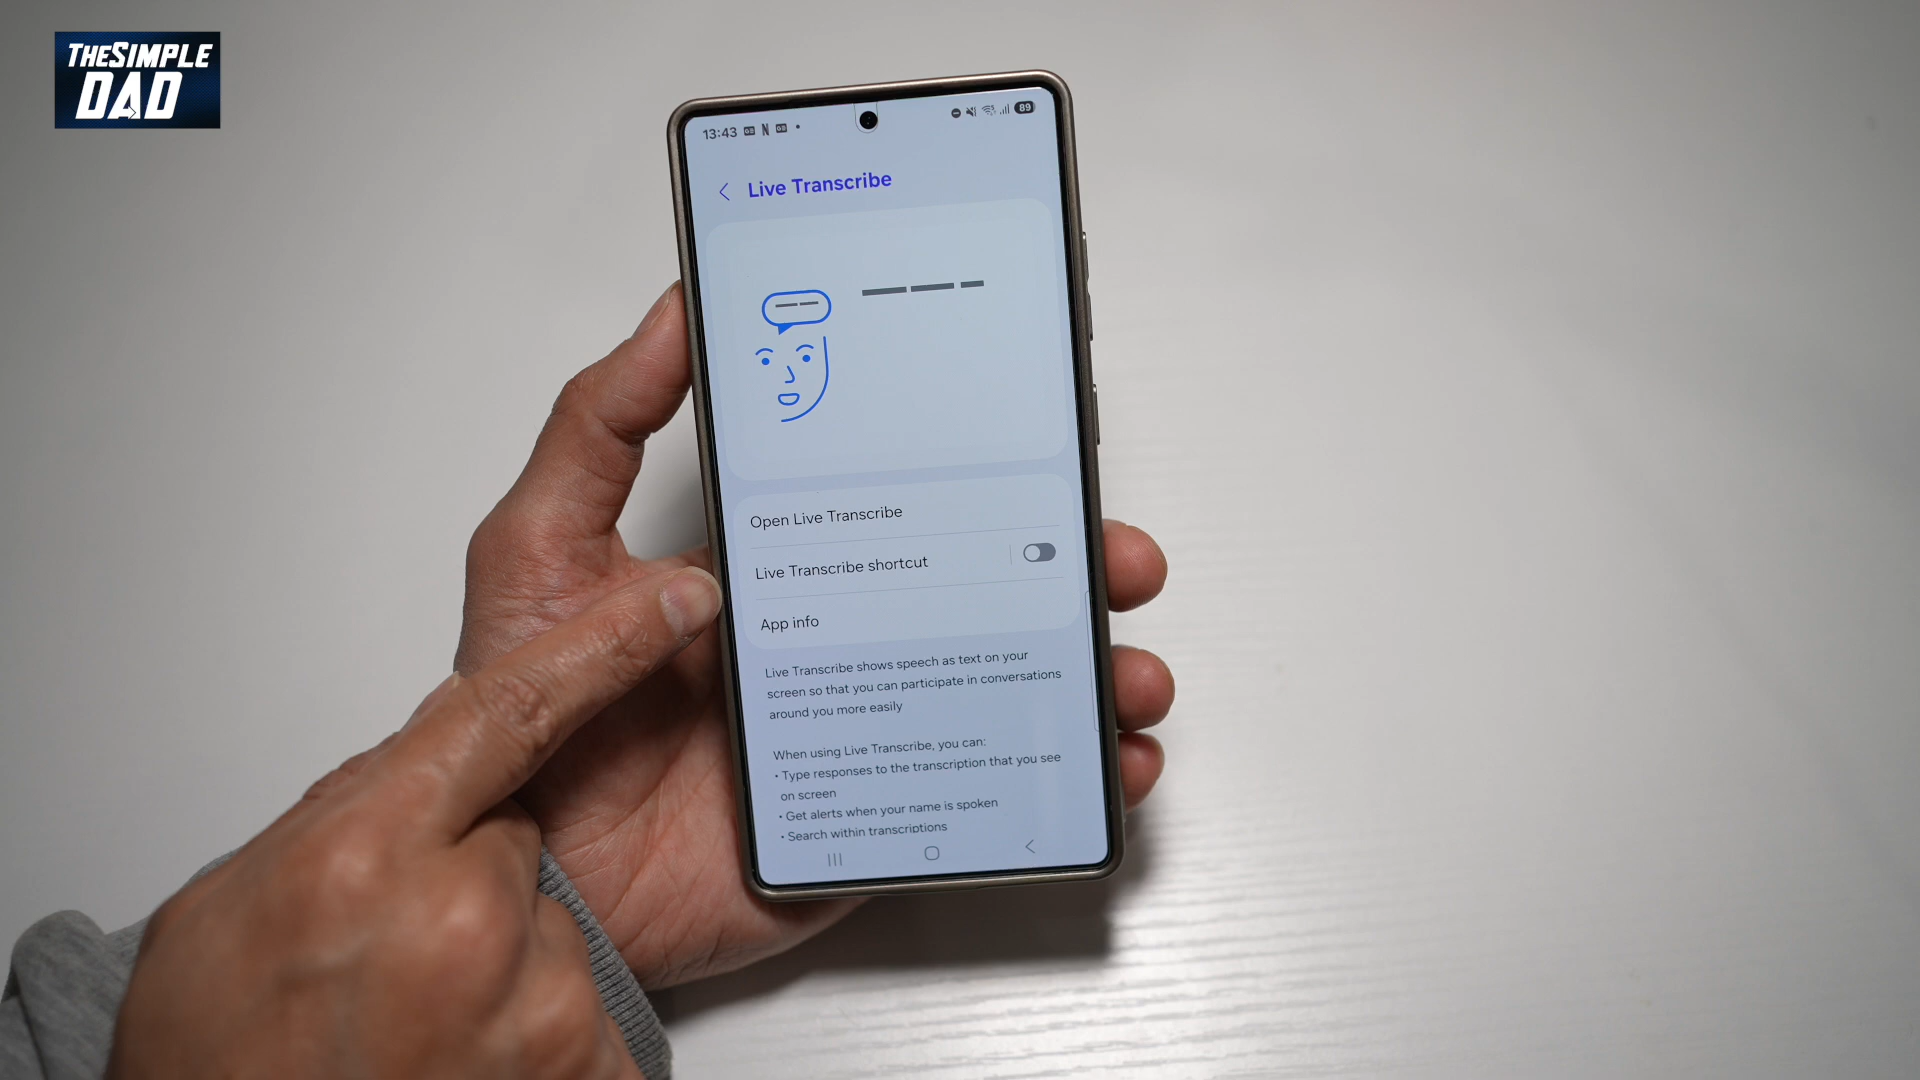 THESIMPLE
DAD
13:43
89
Live Transcribe
Open Live Transcribe
Live Transcribe shortcut
App info
Live Transcribe shows speech as text on your
screen so that you can participate in conversations
around you more easily
When using Live Transcribe, you can:
• Type responses to the transcription that you see
on screen
• Get alerts when your name is spoken
• Search within transcriptions